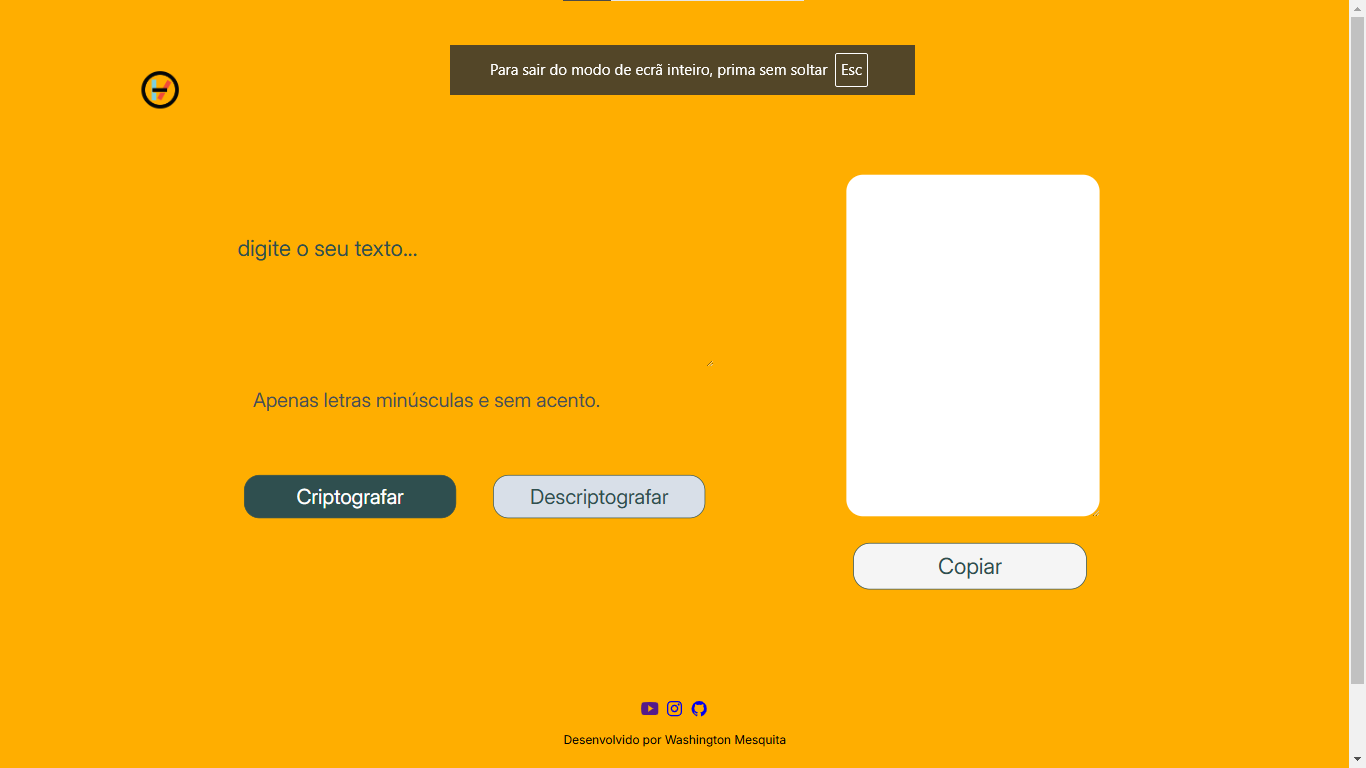 Para sair do modo de ecrã inteiro, prima sem soltar Esc
digite o seu texto...
Apenas letras minúsculas e sem acento.
Criptografar
Descriptografar
Copiar
Desenvolvido por Washington Mesquita